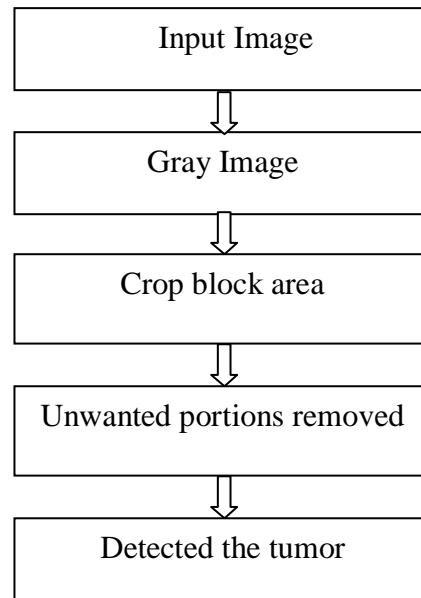 Input Image
Gray Image
Crop block area
Unwanted portions removed
Detected the tumor